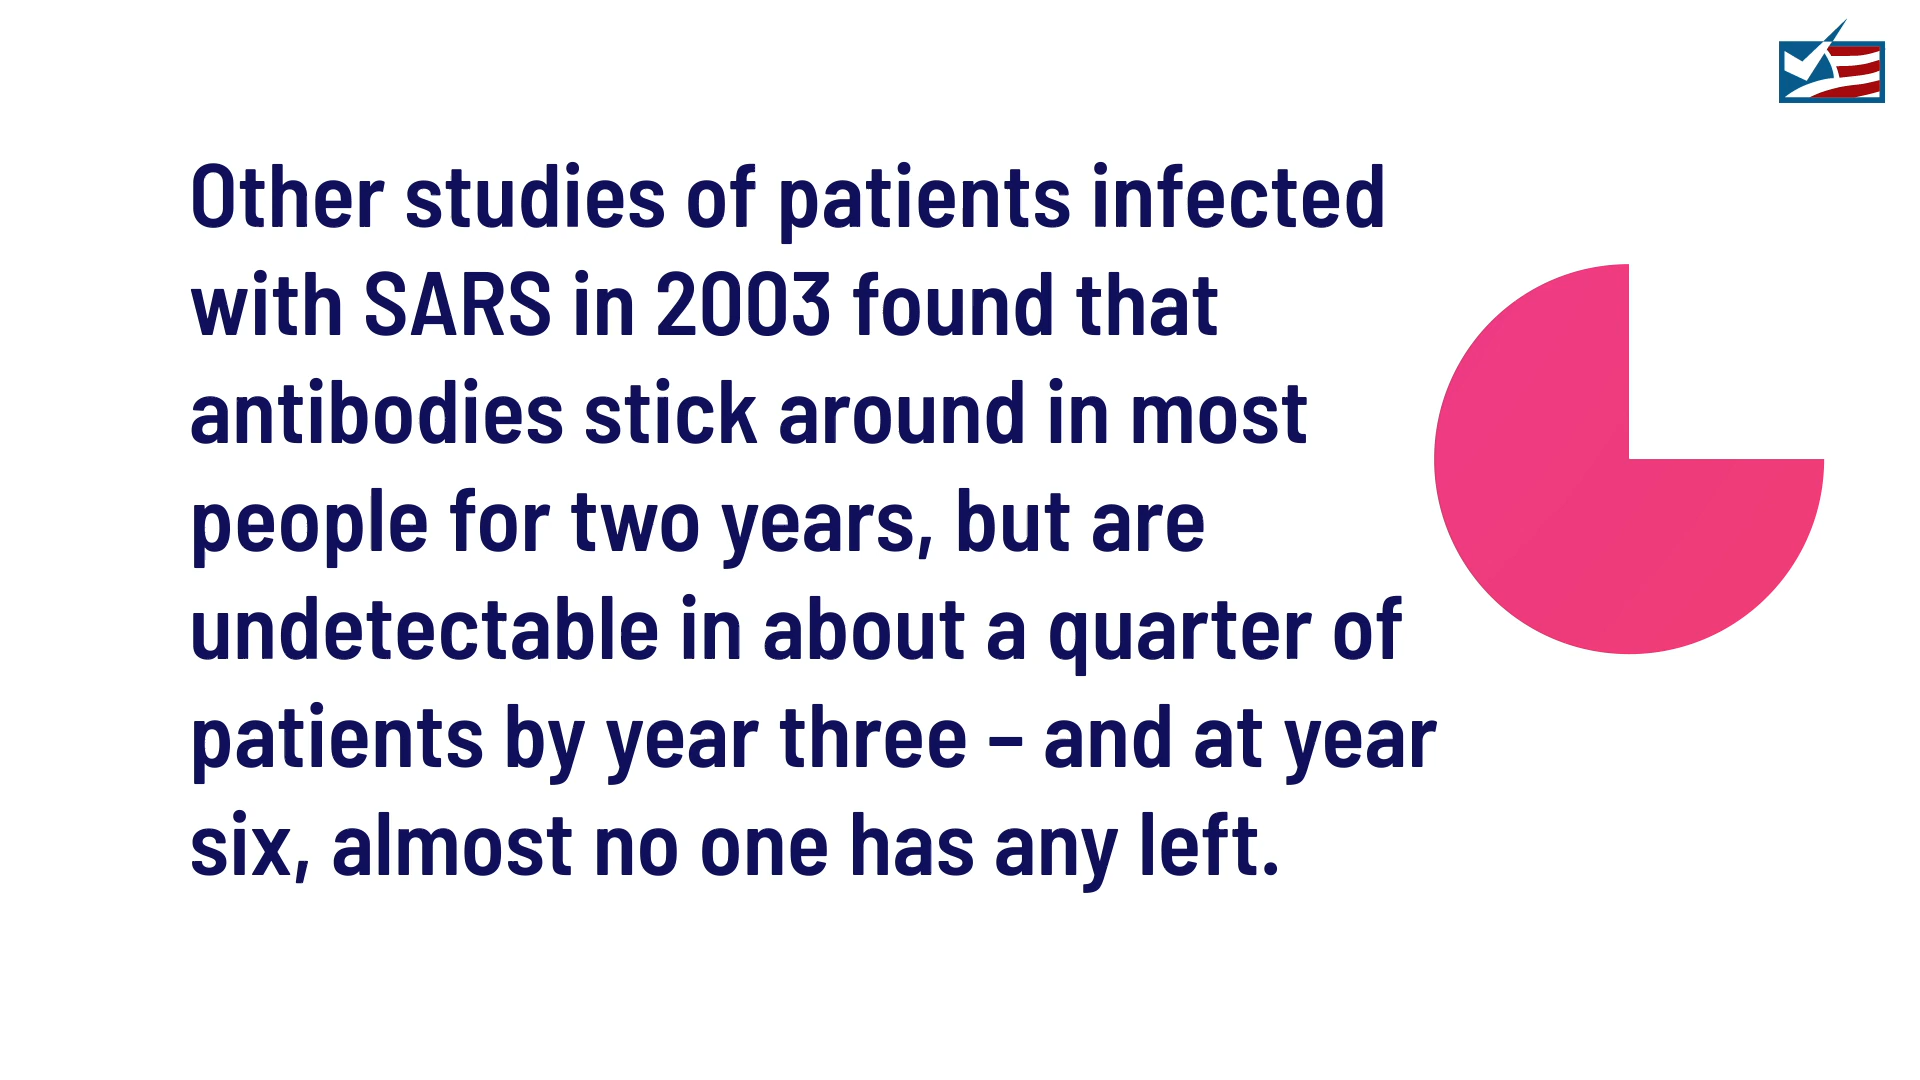 Other studies of patients infected
with SARS in 2003 found that
antibodies stick around in most
people for two years, but are
undetectable in about a quarter of
patients by year three – and at year
six, almost no one has any left.